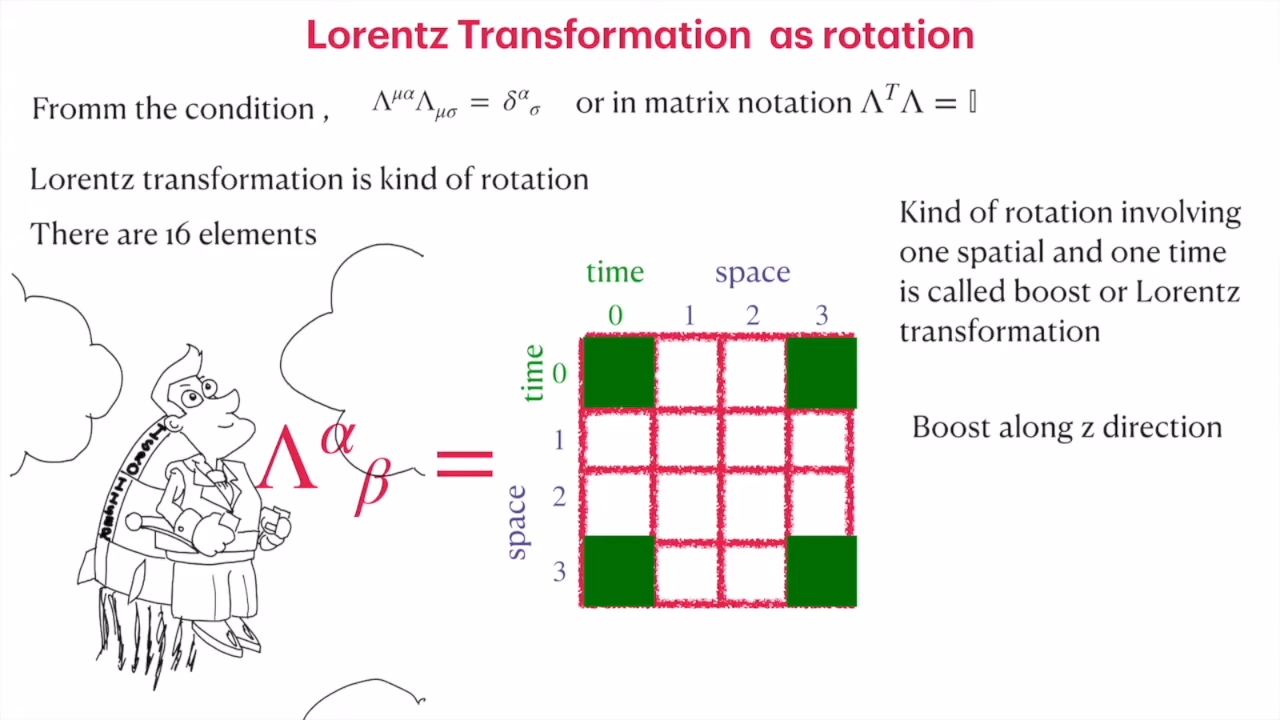 Lorentz Transformation as rotation
Fromm the condition , Λ^{μα}Λ_{μσ} = δ^α_σ or in matrix notation Λ^TΛ = 𝕀
Lorentz transformation is kind of rotation
There are 16 elements
Kind of rotation involving
one spatial and one time
is called boost or Lorentz
transformation
Boost along z direction
time space
0 1 2 3
time
0
1
2
3
space
Λ^α_β =